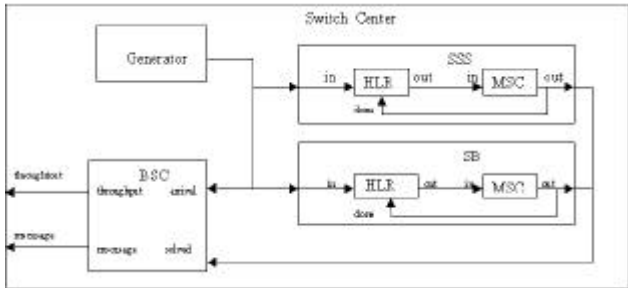 Switch Center
Generator
SSS
in HLR out in MSC out
done
SB
in HLR out in MSC out
done
BSC
throughput
throughput arrival
message
message solved